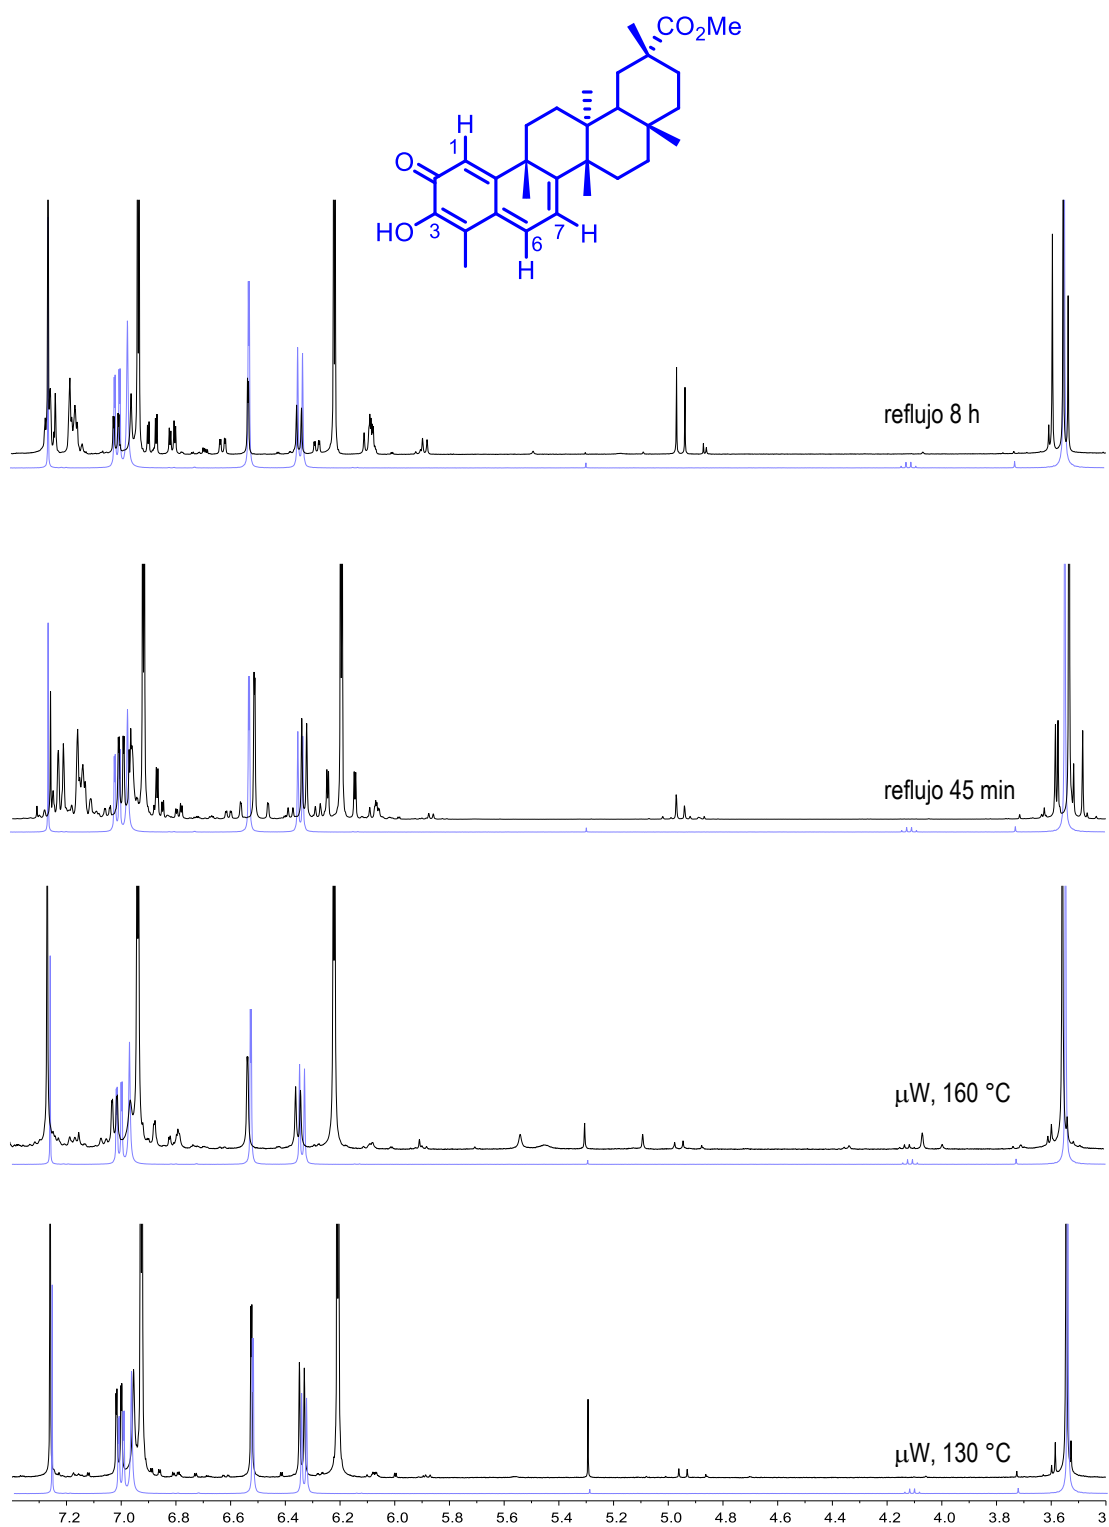 CO2Me
H
1
O
HO
3
6
7
H
H
reflujo 8 h
reflujo 45 min
μW, 160 °C
μW, 130 °C
7.2 7.0 6.8 6.6 6.4 6.2 6.0 5.8 5.6 5.4 5.2 5.0 4.8 4.6 4.4 4.2 4.0 3.8 3.6 3